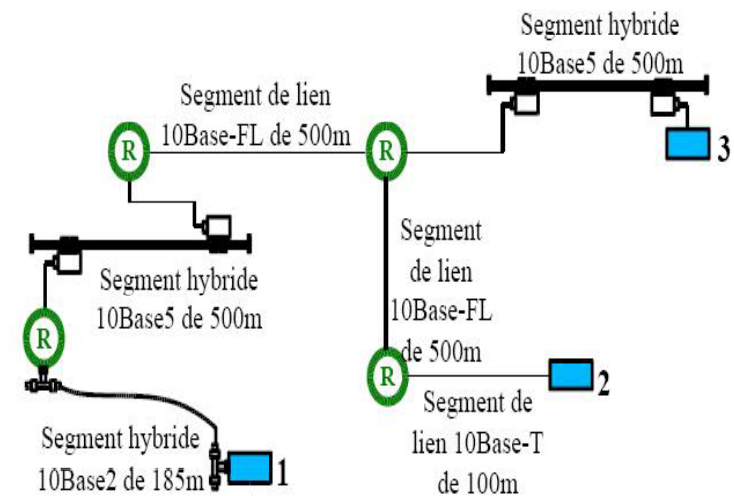 Segment hybride
10Base5 de 500m
3
Segment de lien
10Base-FL de 500m
R
R
Segment
de lien
10Base-FL
de 500m
Segment hybride
10Base5 de 500m
R
R
2
Segment de
lien 10Base-T
de 100m
Segment hybride
10Base2 de 185m
1